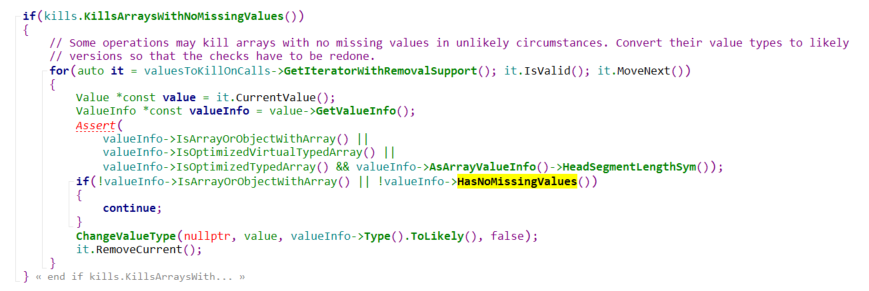 if(kills.KillsArraysWithNoMissingValues())
{
    // Some operations may kill arrays with no missing values in unlikely circumstances. Convert their value types to likely
    // versions so that the checks have to be redone.
    for(auto it = valuesToKillOnCalls->GetIteratorWithRemovalSupport(); it.IsValid(); it.MoveNext())
    {
        Value *const value = it.CurrentValue();
        ValueInfo *const valueInfo = value->GetValueInfo();
        Assert(
            valueInfo->IsArrayOrObjectWithArray() ||
            valueInfo->IsOptimizedVirtualTypedArray() ||
            valueInfo->IsOptimizedTypedArray() && valueInfo->AsArrayValueInfo()->HeadSegmentLengthSym());
        if(!valueInfo->IsArrayOrObjectWithArray() || !valueInfo->HasNoMissingValues())
        {
            continue;
        }
        ChangeValueType(nullptr, value, valueInfo->Type().ToLikely(), false);
        it.RemoveCurrent();
    }
} « end if kills.KillsArraysWith... »